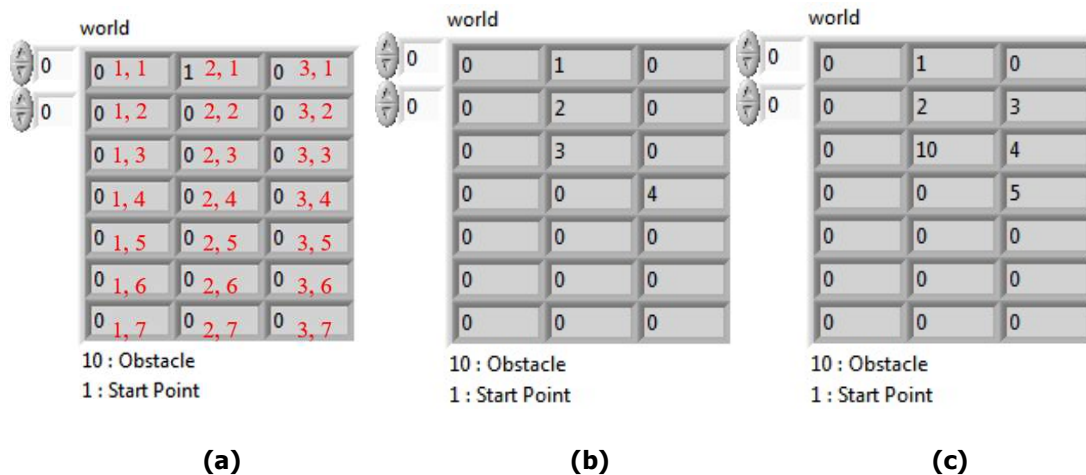 world
world
world
0
0 1, 1
1 2, 1
0 3, 1
0
0
1
0
0
0
1
0
0
0 1, 2
0 2, 2
0 3, 2
0
0
2
0
0
0
2
3
0 1, 3
0 2, 3
0 3, 3
0
3
0
0
10
4
0 1, 4
0 2, 4
0 3, 4
0
0
4
0
0
5
0 1, 5
0 2, 5
0 3, 5
0
0
0
0
0
0
0 1, 6
0 2, 6
0 3, 6
0
0
0
0
0
0
0 1, 7
0 2, 7
0 3, 7
0
0
0
0
0
0
10 : Obstacle
10 : Obstacle
10 : Obstacle
1 : Start Point
1 : Start Point
1 : Start Point
(a)
(b)
(c)